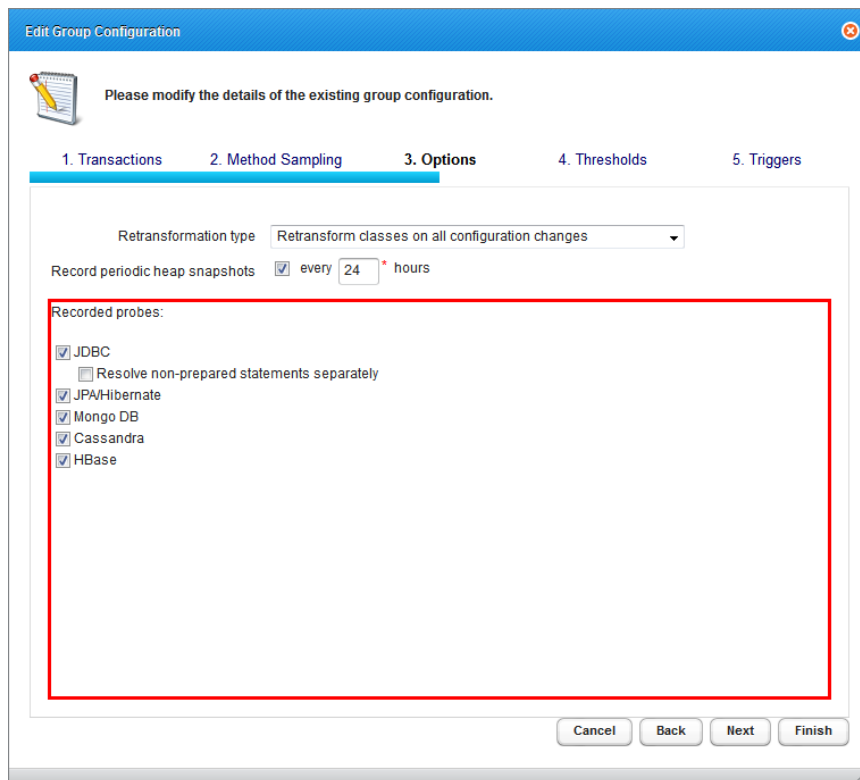 Edit Group Configuration
Please modify the details of the existing group configuration.
1. Transactions 2. Method Sampling 3. Options 4. Thresholds 5. Triggers
Retransformation type Retransform classes on all configuration changes
Record periodic heap snapshots every 24 * hours
Recorded probes:
JDBC
Resolve non-prepared statements separately
JPA/Hibernate
Mongo DB
Cassandra
HBase
Cancel Back Next Finish